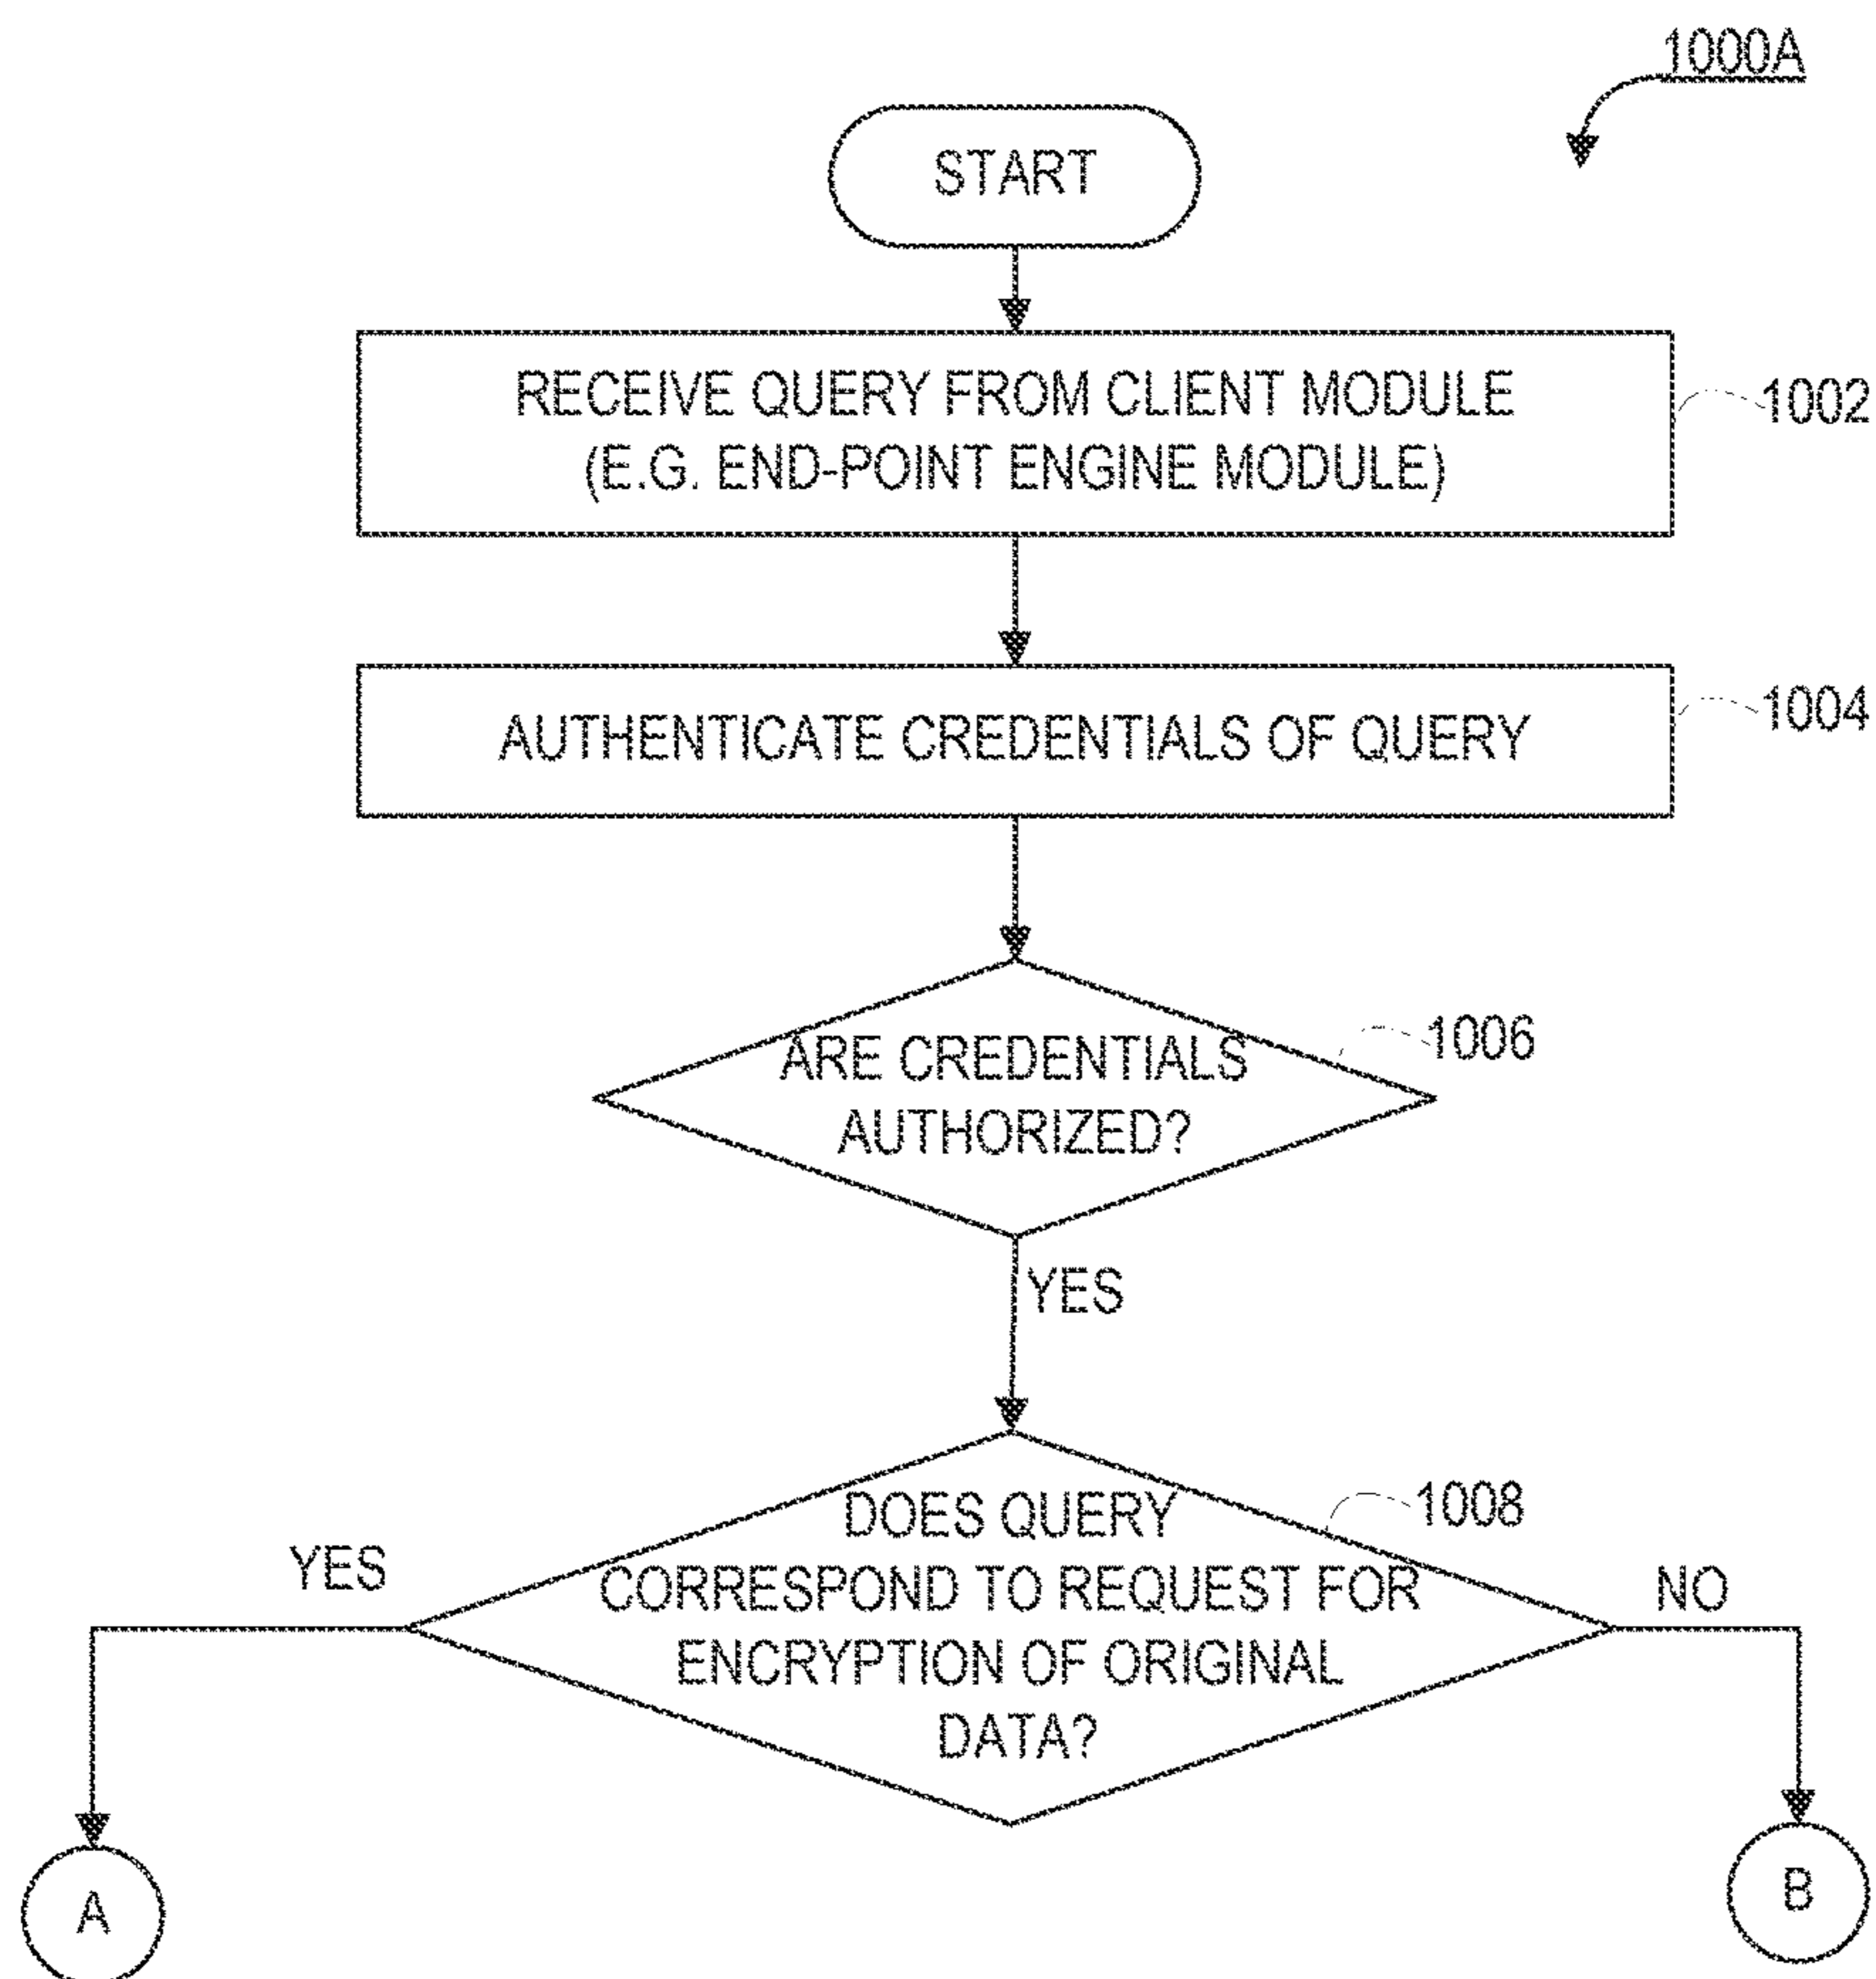 1000A
START
RECEIVE QUERY FROM CLIENT MODULE
(E.G. END-POINT ENGINE MODULE)
1002
AUTHENTICATE CREDENTIALS OF QUERY
1004
ARE CREDENTIALS
AUTHORIZED?
1006
YES
DOES QUERY
CORRESPOND TO REQUEST FOR
ENCRYPTION OF ORIGINAL
DATA?
1008
YES
NO
A
B